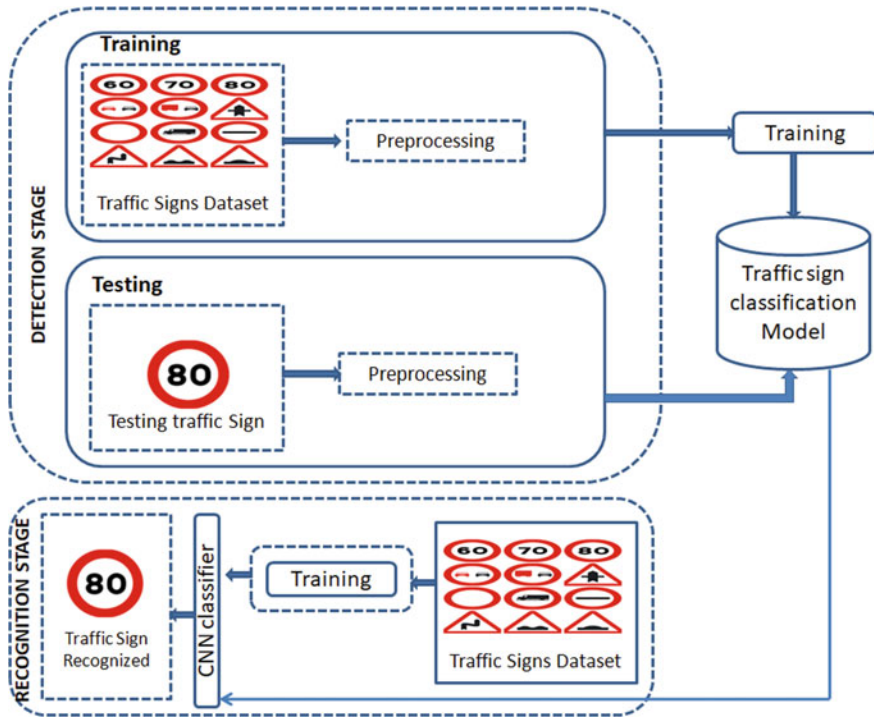 DETECTION STAGE
Training
60 70 80
Traffic Signs Dataset
Preprocessing
Training
Traffic sign
classification
Model
Testing
80
Testing traffic Sign
Preprocessing
RECOGNITION STAGE
80
Traffic Sign
Recognized
CNN classifier
Training
60 70 80
Traffic Signs Dataset